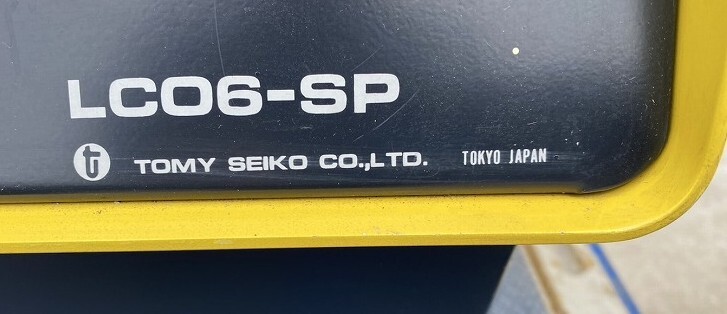 LC06-SP
TOMY SEIKO CO.,LTD. TOKYO JAPAN